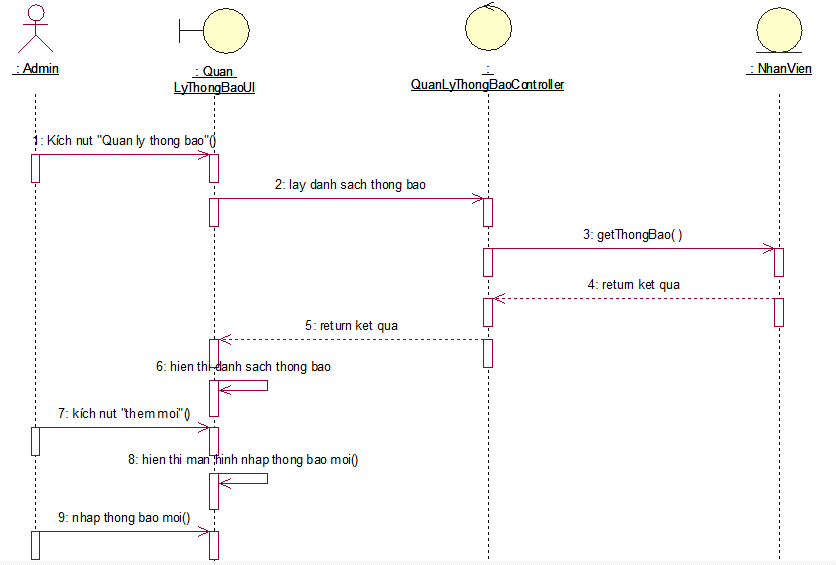 : Admin
: Quan
LyThongBaoUI
:
QuanLyThongBaoController
: NhanVien
1: Kích nut "Quan ly thong bao"()
2: lay danh sach thong bao
3: getThongBao( )
4: return ket qua
5: return ket qua
6: hien thi danh sach thong bao
7: kích nut "them moi"()
8: hien thi man hinh nhap thong bao moi()
9: nhap thong bao moi()